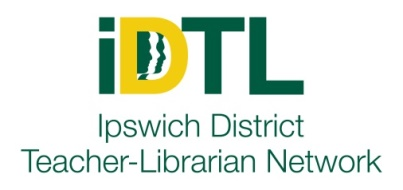 iDTL
Ipswich District
Teacher-Librarian Network